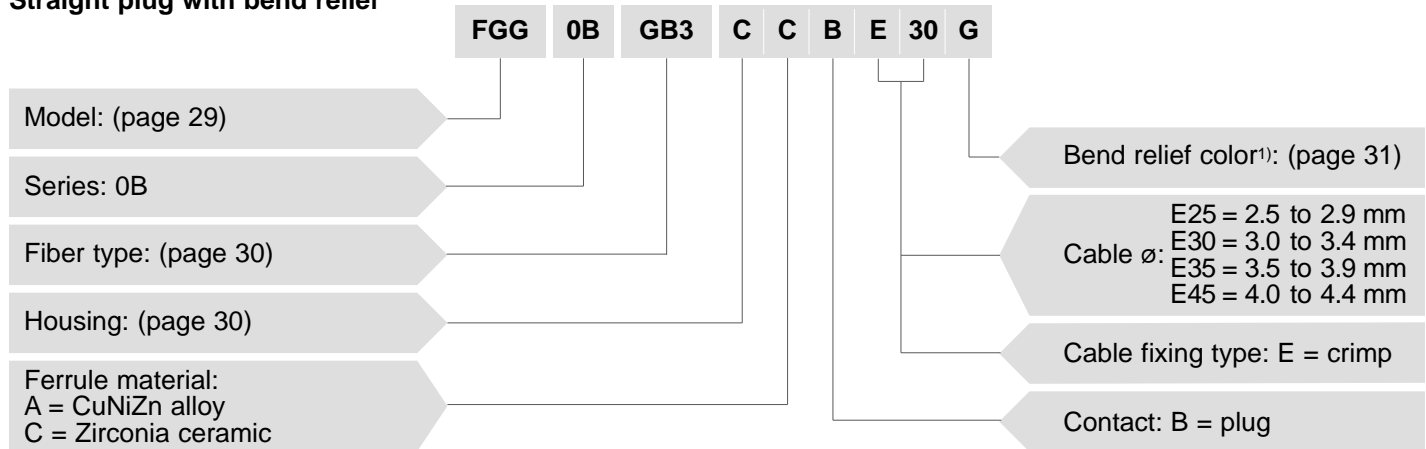 Straight plug with bend relief
FGG 0B GB3 C C B E 30 G
Model: (page 29)
Series: 0B
Fiber type: (page 30)
Housing: (page 30)
Ferrule material:
A = CuNiZn alloy
C = Zirconia ceramic
Bend relief color1): (page 31)
Cable ø:
E25 = 2.5 to 2.9 mm
E30 = 3.0 to 3.4 mm
E35 = 3.5 to 3.9 mm
E45 = 4.0 to 4.4 mm
Cable fixing type: E = crimp
Contact: B = plug